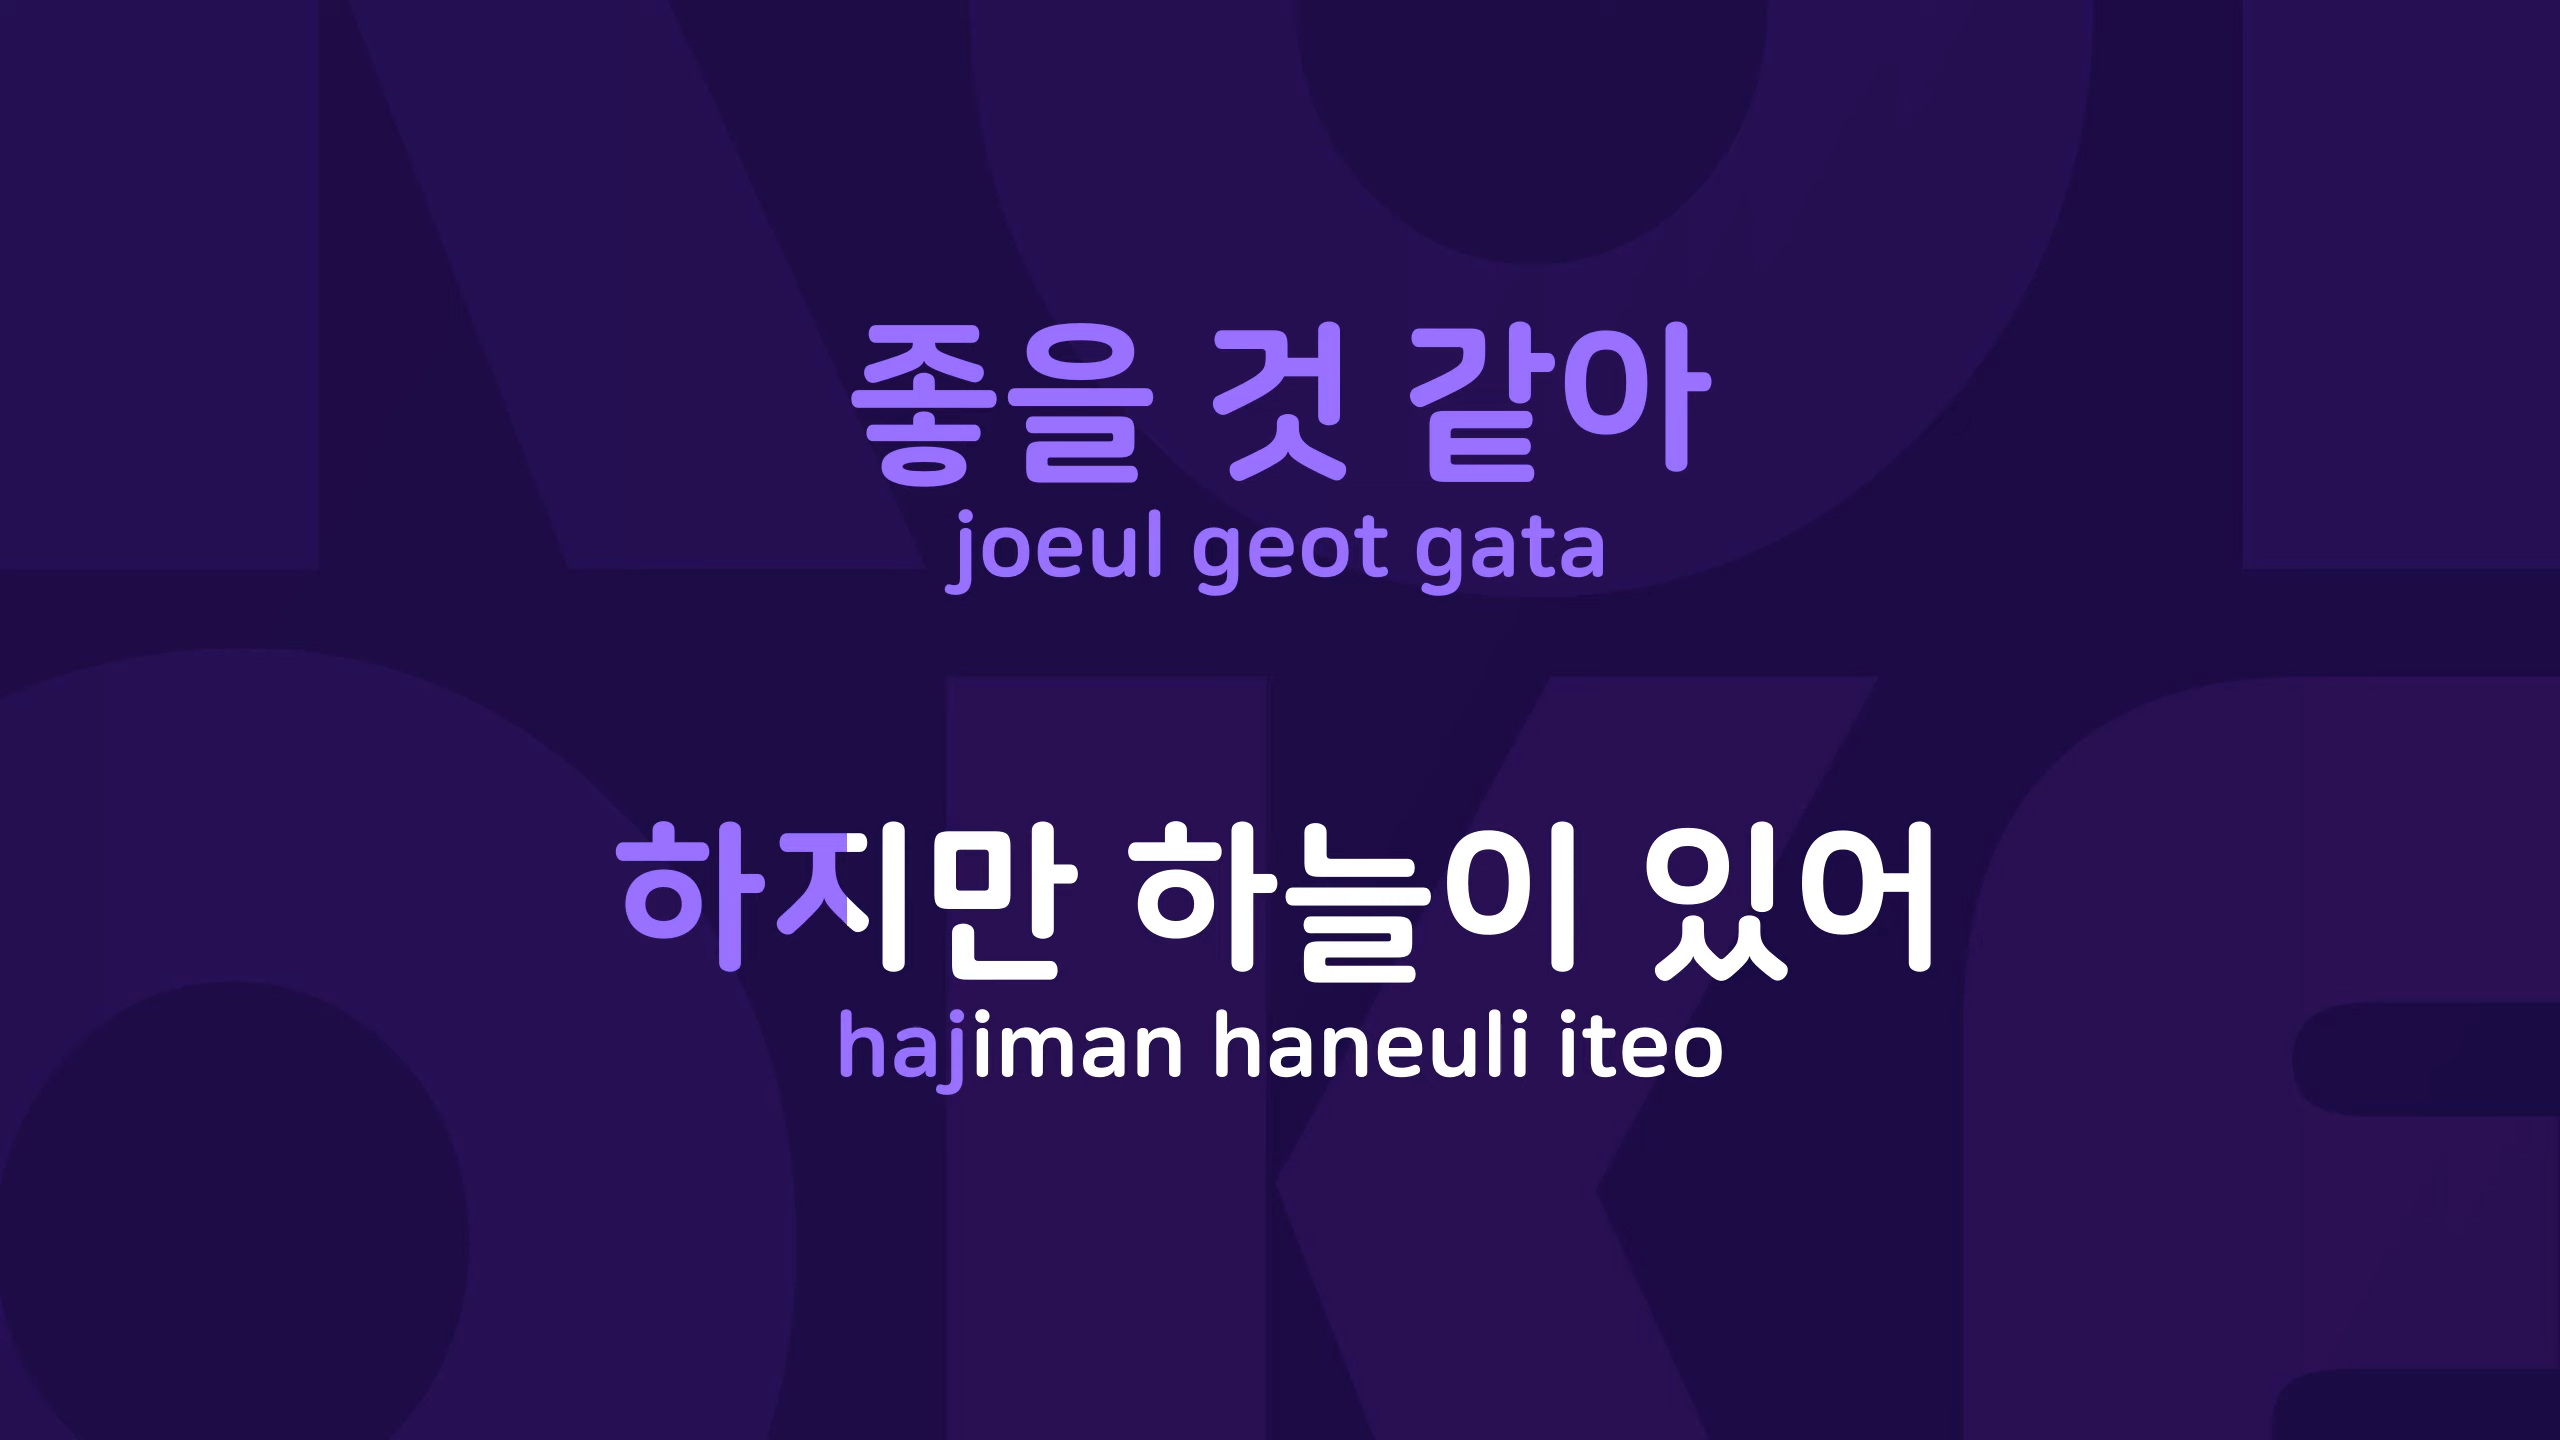 좋을 것 같아
joeul geot gata
하지만 하늘이 있어
hajiman haneuli iteo